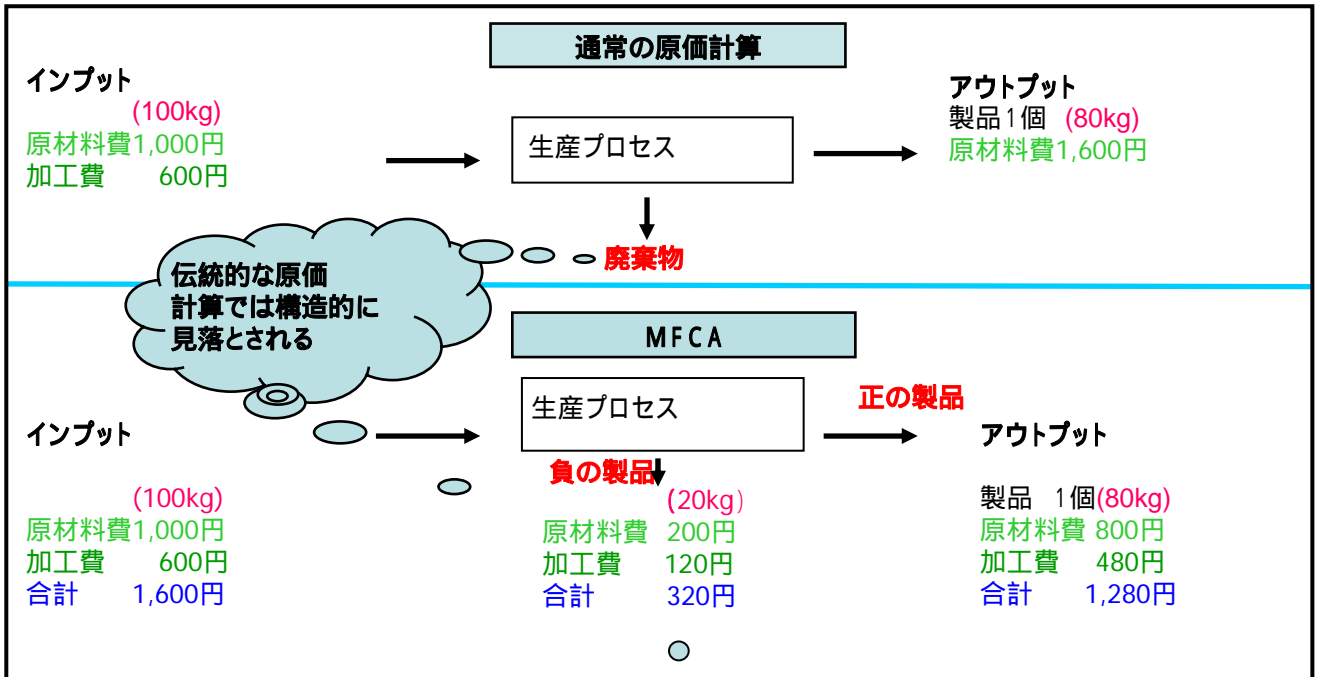 通常の原価計算
インプット
(100kg)
原材料費1,000円
加工費 600円
生産プロセス
アウトプット
製品1個 (80kg)
原材料費1,600円
廃棄物
伝統的な原価
計算では構造的に
見落とされる
MFCA
生産プロセス
正の製品
インプット
アウトプット
負の製品
(100kg)
原材料費1,000円
加工費 600円
合計 1,600円
(20kg)
原材料費 200円
加工費 120円
合計 320円
製品 1個(80kg)
原材料費 800円
加工費 480円
合計 1,280円